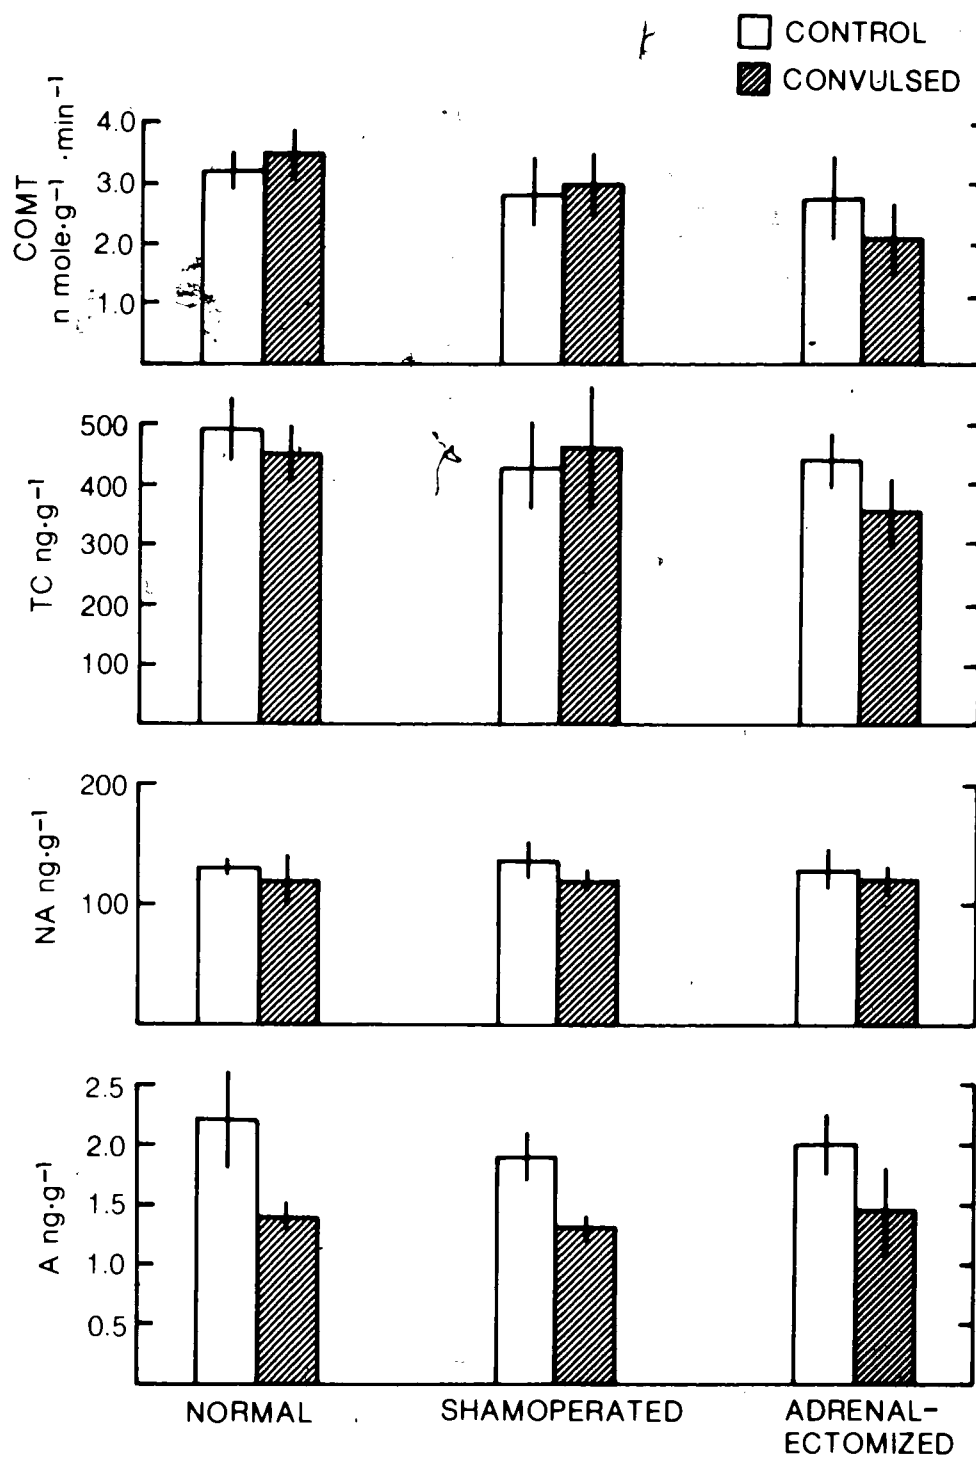 CONTROL
CONVULSED
COMT
n mole·g⁻¹·min⁻¹
4.0
3.0
2.0
1.0
TC ng·g⁻¹
500
400
300
200
100
NA ng·g⁻¹
200
100
A ng·g⁻¹
2.5
2.0
1.5
1.0
0.5
NORMAL
SHAMOPERATED
ADRENAL-
ECTOMIZED